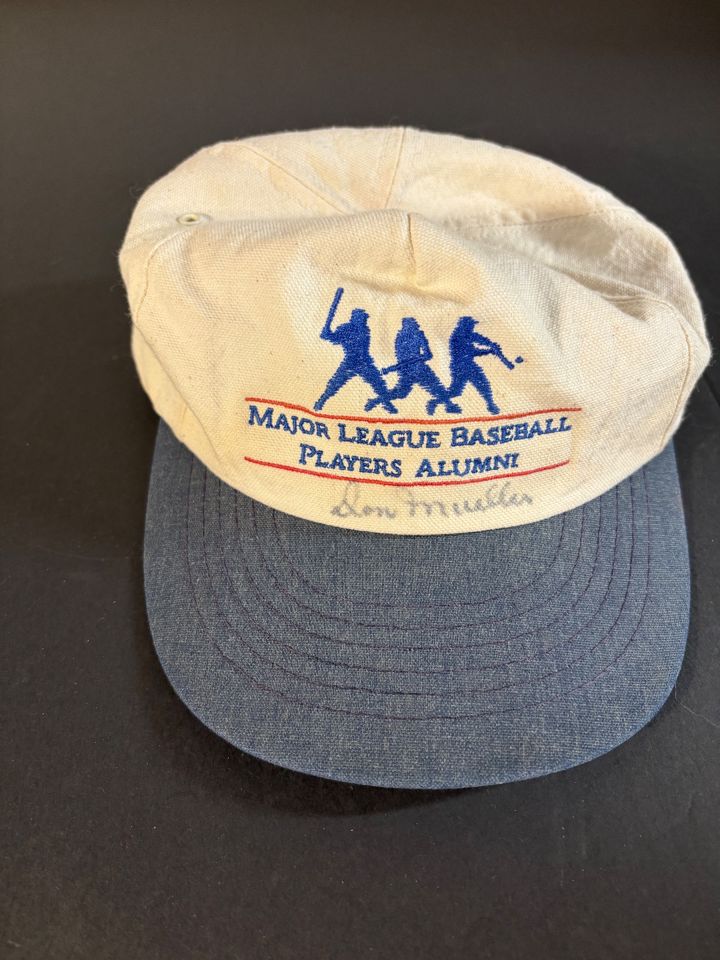 MAJOR LEAGUE BASEBALL
PLAYERS ALUMNI
Don Mueller